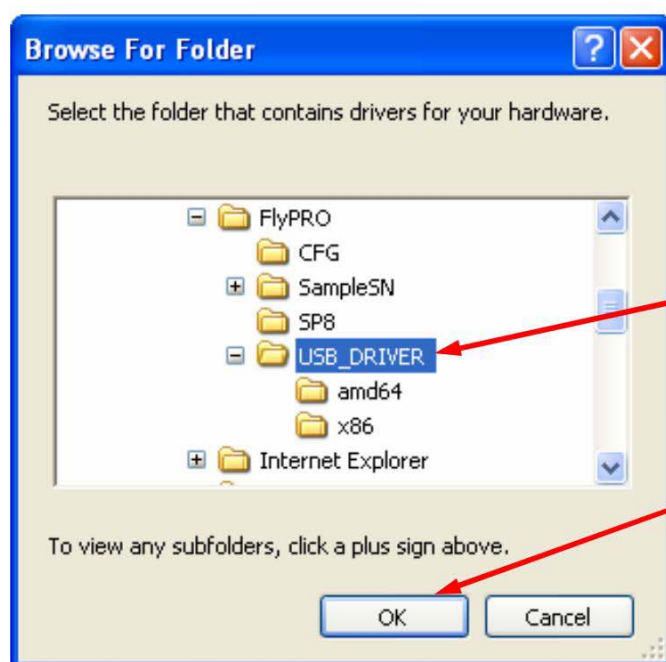 Browse For Folder
Select the folder that contains drivers for your hardware.
FlyPRO
CFG
SampleSN
SP8
USB_DRIVER
amd64
x86
Internet Explorer
To view any subfolders, click a plus sign above.
OK
Cancel